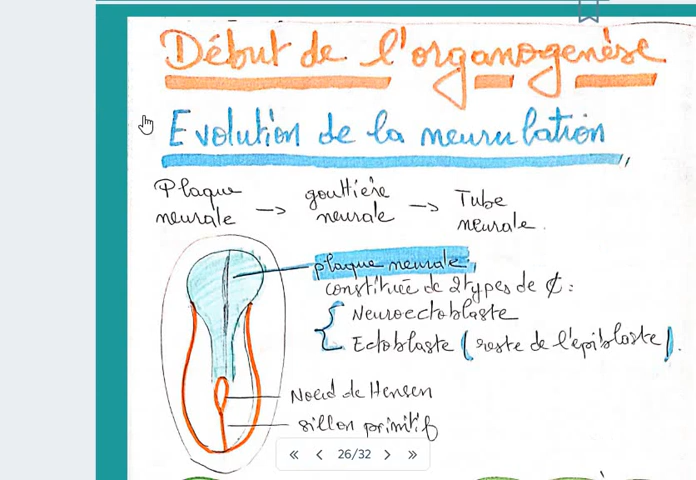 Début de l'organogenèse
Evolution de la neurulation
Plaque neurale -> gouttière neurale -> Tube neurale.
plaque neurale,
constituée de 2 types de ₵ :
Neuroectoblaste
Ectoblaste (reste de l'épiblaste).
Noeud de Hensen
sillon primitif
26/32